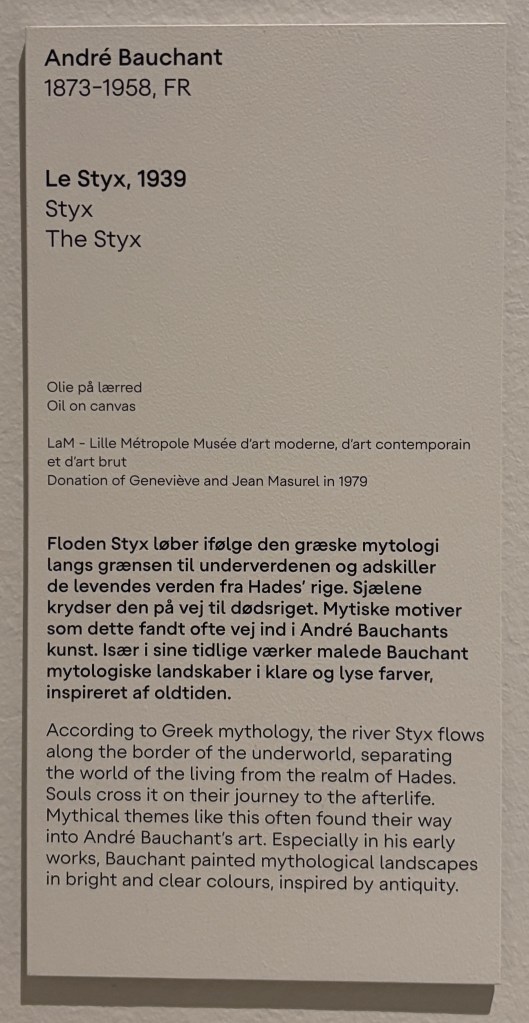 André Bauchant
1873–1958, FR
Le Styx, 1939
Styx
The Styx
Olie på lærred
Oil on canvas
LaM – Lille Métropole Musée d'art moderne, d'art contemporain
et d'art brut
Donation of Geneviève and Jean Masurel in 1979
Floden Styx løber ifølge den græske mytologi
langs grænsen til underverdenen og adskiller
de levendes verden fra Hades' rige. Sjælene
krydser den på vej til dødsriget. Mytiske motiver
som dette fandt ofte vej ind i André Bauchants
kunst. Især i sine tidlige værker malede Bauchant
mytologiske landskaber i klare og lyse farver,
inspireret af oldtiden.
According to Greek mythology, the river Styx flows
along the border of the underworld, separating
the world of the living from the realm of Hades.
Souls cross it on their journey to the afterlife.
Mythical themes like this often found their way
into André Bauchant's art. Especially in his early
works, Bauchant painted mythological landscapes
in bright and clear colours, inspired by antiquity.